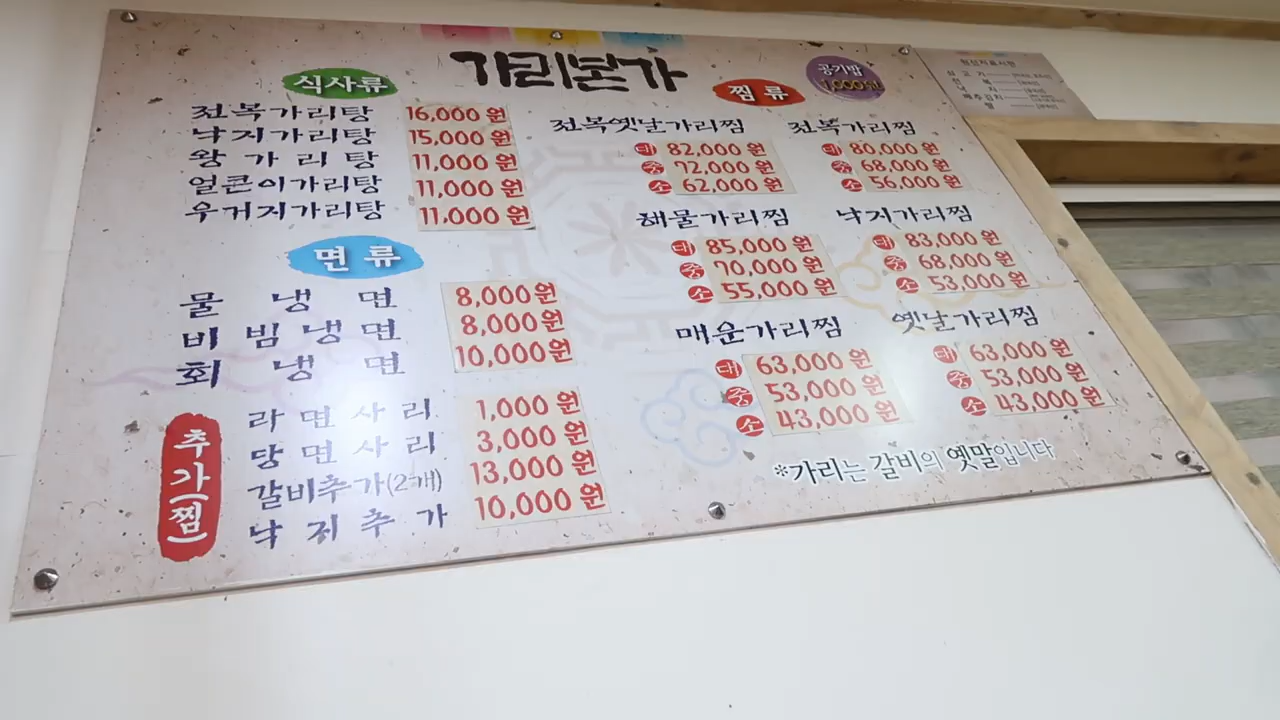 가리본가
공기밥
1,000원
식사류
전복가리탕 16,000 원
낙지가리탕 15,000 원
왕가리탕 11,000 원
얼큰이가리탕 11,000 원
우거지가리탕 11,000 원
면류
물냉면 8,000 원
비빔냉면 8,000 원
회냉면 10,000 원
추가(찜)
라면사리 1,000 원
당면사리 3,000 원
갈비추가(2개) 13,000 원
낙지추가 10,000 원
찜류
전복옛날가리찜
대 82,000 원
중 72,000 원
소 62,000 원
전복가리찜
대 80,000 원
중 68,000 원
소 56,000 원
해물가리찜
대 85,000 원
중 70,000 원
소 55,000 원
낙지가리찜
대 83,000 원
중 68,000 원
소 53,000 원
매운가리찜
대 63,000 원
중 53,000 원
소 43,000 원
옛날가리찜
대 63,000 원
중 53,000 원
소 43,000 원
*가리는 갈비의 옛말입니다